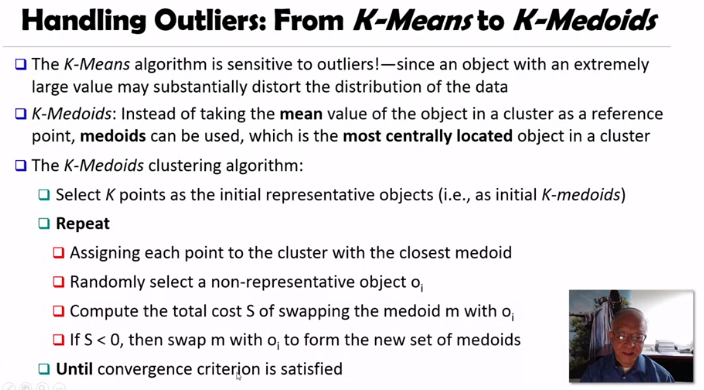 Handling Outliers: From K-Means to K-Medoids
The K-Means algorithm is sensitive to outliers!—since an object with an extremely
large value may substantially distort the distribution of the data
K-Medoids: Instead of taking the mean value of the object in a cluster as a reference
point, medoids can be used, which is the most centrally located object in a cluster
The K-Medoids clustering algorithm:
Select K points as the initial representative objects (i.e., as initial K-medoids)
Repeat
Assigning each point to the cluster with the closest medoid
Randomly select a non-representative object oi
Compute the total cost S of swapping the medoid m with oi
If S < 0, then swap m with oi to form the new set of medoids
Until convergence criterion is satisfied